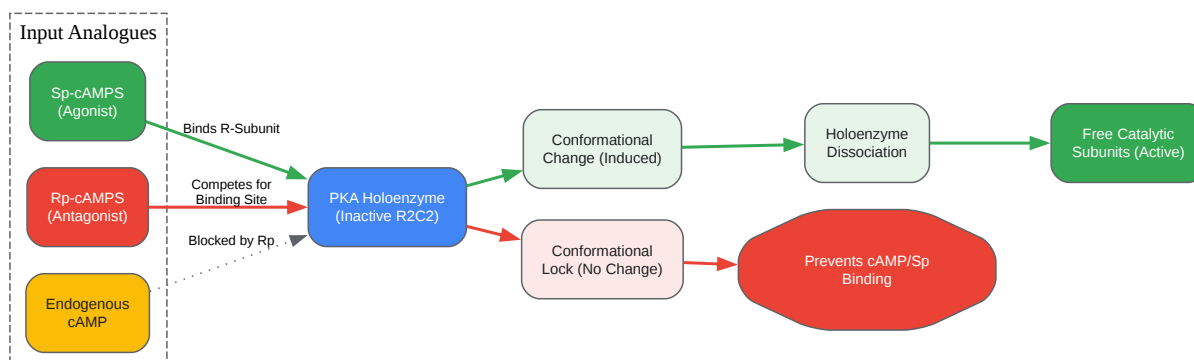 Input Analogues
Sp-cAMPS
(Agonist)
Binds R-Subunit
Rp-cAMPS
(Antagonist)
Competes for
Binding Site
Endogenous
cAMP
Blocked by Rp
PKA Holoenzyme
(Inactive R2C2)
Conformational
Change (Induced)
Holoenzyme
Dissociation
Free Catalytic
Subunits (Active)
Conformational
Lock (No Change)
Prevents cAMP/Sp
Binding